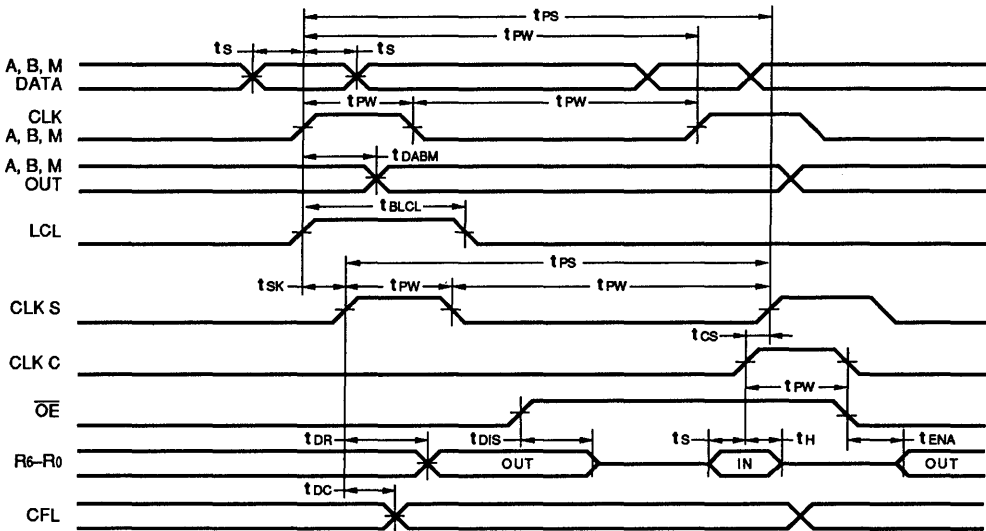 tPS
tPW
tS tS
A, B, M
DATA
tPW tPW
CLK
A, B, M
tDABM
A, B, M
OUT
tBLCL
LCL
tPS
tSK tPW tPW
CLK S
tCS
CLK C
tPW
OE
tDR tDIS tS tH tENA
R6–R0 OUT IN OUT
tDC
CFL